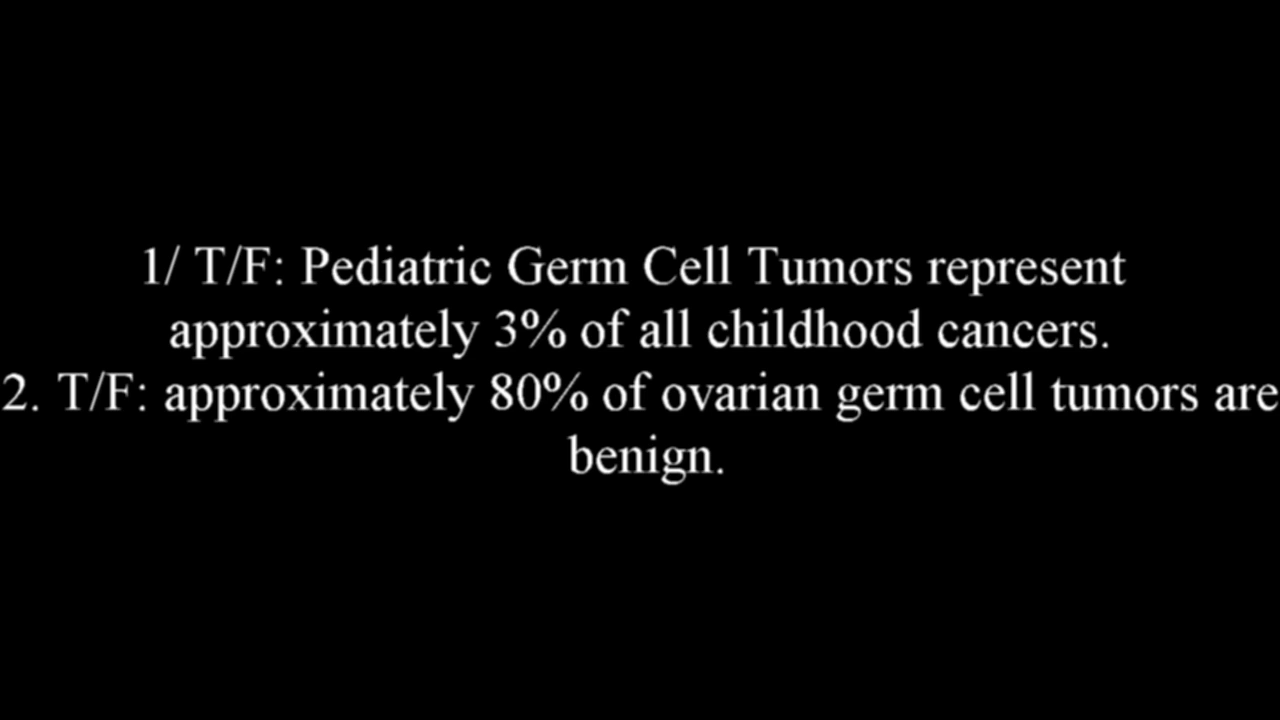 1/ T/F: Pediatric Germ Cell Tumors represent
approximately 3% of all childhood cancers.
2. T/F: approximately 80% of ovarian germ cell tumors are
benign.